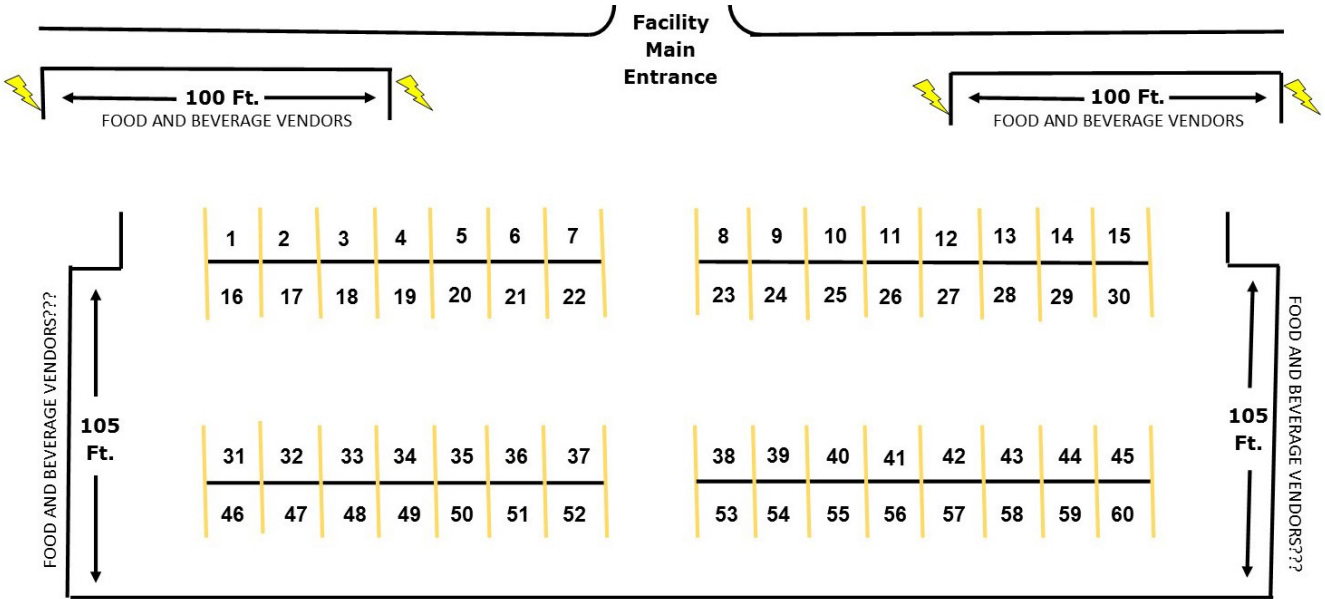 Facility
Main
Entrance
100 Ft.
FOOD AND BEVERAGE VENDORS
100 Ft.
FOOD AND BEVERAGE VENDORS
1 2 3 4 5 6 7 8 9 10 11 12 13 14 15
16 17 18 19 20 21 22 23 24 25 26 27 28 29 30
FOOD AND BEVERAGE VENDORS???
105
Ft.
105
Ft.
FOOD AND BEVERAGE VENDORS???
31 32 33 34 35 36 37 38 39 40 41 42 43 44 45
46 47 48 49 50 51 52 53 54 55 56 57 58 59 60